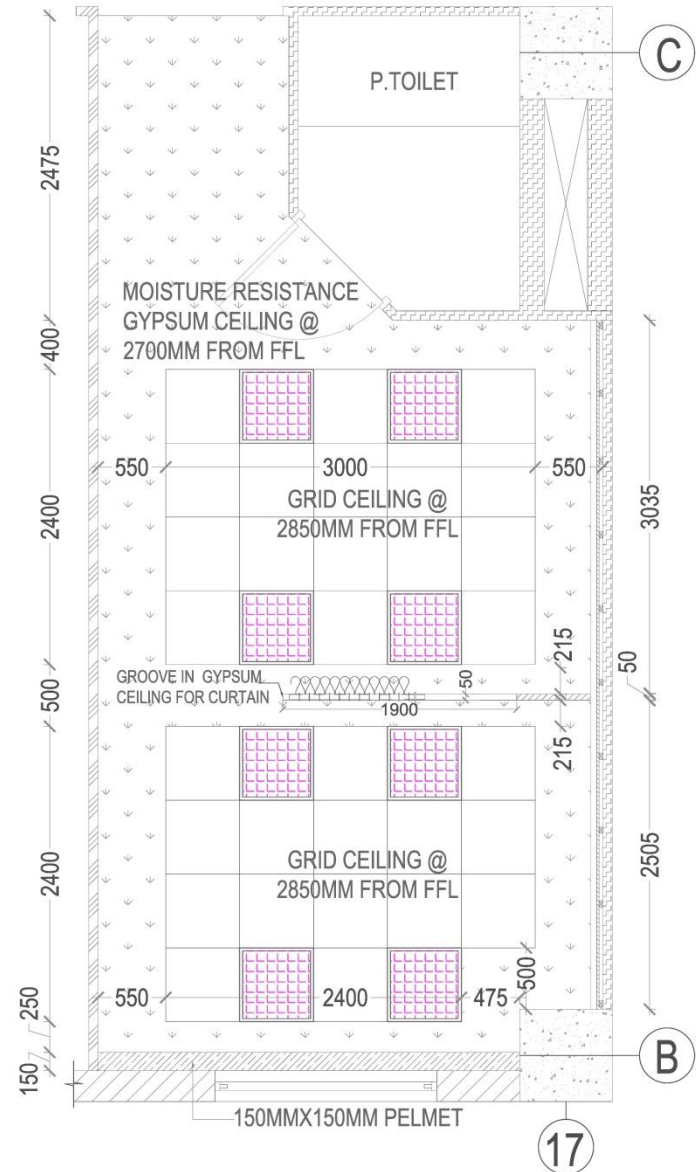 C
P.TOILET
2475
MOISTURE RESISTANCE
GYPSUM CEILING @
2700MM FROM FFL
400
550
3000
550
GRID CEILING @
2850MM FROM FFL
2400
3035
GROOVE IN GYPSUM
CEILING FOR CURTAIN
50
1900
215
50
215
500
GRID CEILING @
2850MM FROM FFL
2400
2505
550
2400
475
500
250
150
B
150MMX150MM PELMET
17